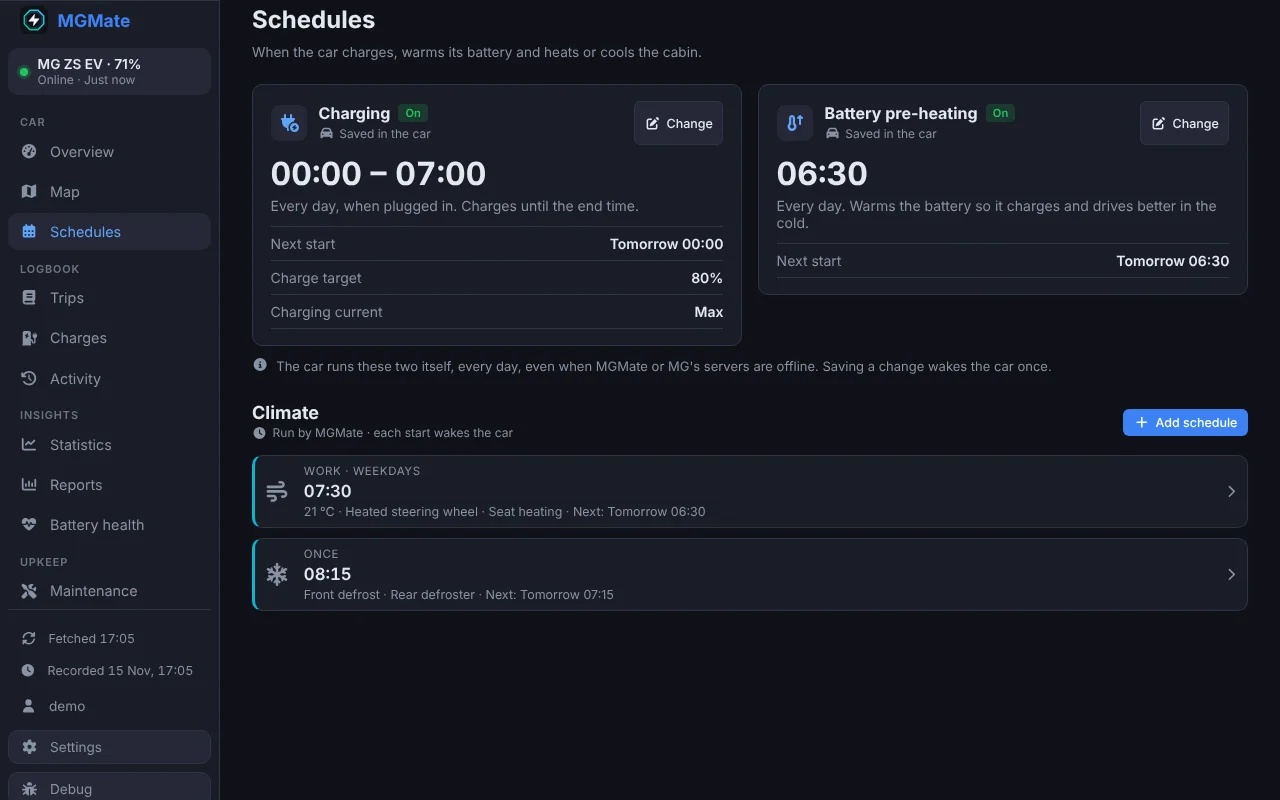 MGMate
MG ZS EV · 71%
Online · Just now
CAR
Overview
Map
Schedules
LOGBOOK
Trips
Charges
Activity
INSIGHTS
Statistics
Reports
Battery health
UPKEEP
Maintenance
Fetched 17:05
Recorded 15 Nov, 17:05
demo
Settings
Debug
Schedules
When the car charges, warms its battery and heats or cools the cabin.
Charging On
Saved in the car
Change
00:00 – 07:00
Every day, when plugged in. Charges until the end time.
Next start Tomorrow 00:00
Charge target 80%
Charging current Max
Battery pre-heating On
Saved in the car
Change
06:30
Every day. Warms the battery so it charges and drives better in the
cold.
Next start Tomorrow 06:30
The car runs these two itself, every day, even when MGMate or MG's servers are offline. Saving a change wakes the car once.
Climate
Run by MGMate · each start wakes the car
Add schedule
WORK · WEEKDAYS
07:30
21 °C · Heated steering wheel · Seat heating · Next: Tomorrow 06:30
ONCE
08:15
Front defrost · Rear defroster · Next: Tomorrow 07:15